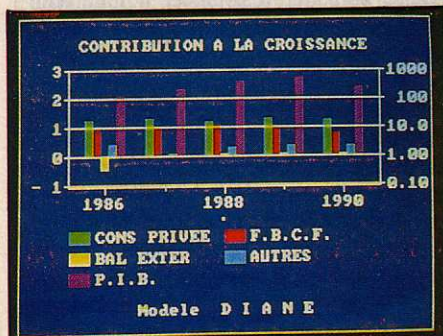 CONTRIBUTION A LA CROISSANCE
3 1000
2 100
1 10.0
0 1.00
- 1 0.10
1986 1988 1990
CONS PRIVEE F.B.C.F.
BAL EXTER AUTRES
P.I.B.
Modele D I A N E